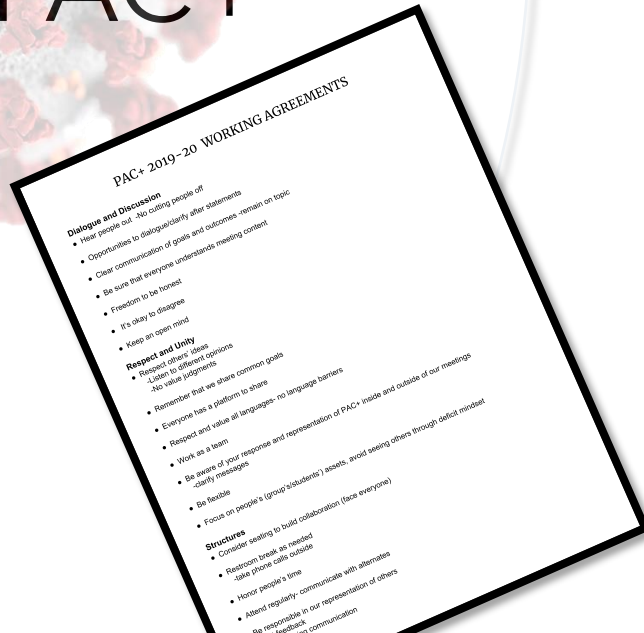 PACT
PAC+ 2019-20 WORKING AGREEMENTS
Dialogue and Discussion
• Hear people out -No cutting people off
• Opportunities to dialogue/clarify after statements
• Clear communication of goals and outcomes -remain on topic
• Be sure that everyone understands meeting content
• Freedom to be honest
• It's okay to disagree
• Keep an open mind
Respect and Unity
• Respect others' ideas
-Listen to different opinions
-No value judgments
• Remember that we share common goals
• Everyone has a platform to share
• Respect and value all languages- no language barriers
• Work as a team
• Be aware of your response and representation of PAC+ inside and outside of our meetings
-clarify messages
• Be flexible
• Focus on people's (group's/students') assets, avoid seeing others through deficit mindset
Structures
• Consider seating to build collaboration (face everyone)
• Restroom break as needed
-take phone calls outside
• Honor people's time
• Attend regularly- communicate with alternates
Be responsible in our representation of others
feedback
communication